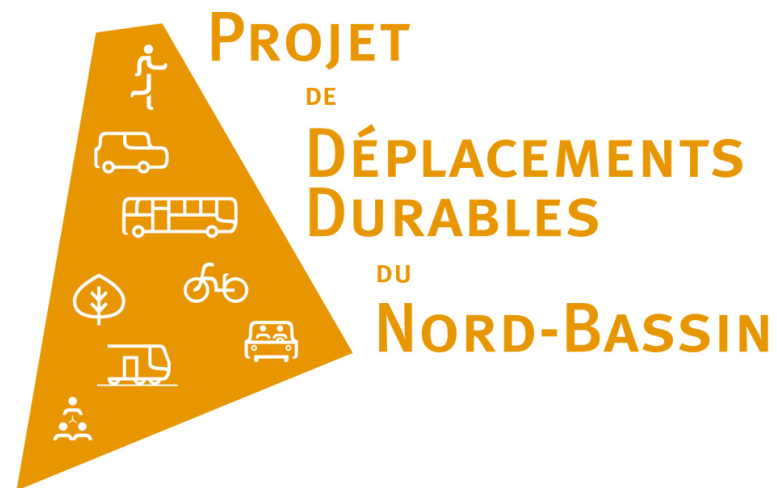 Projet
de
Déplacements
Durables
du
Nord-Bassin